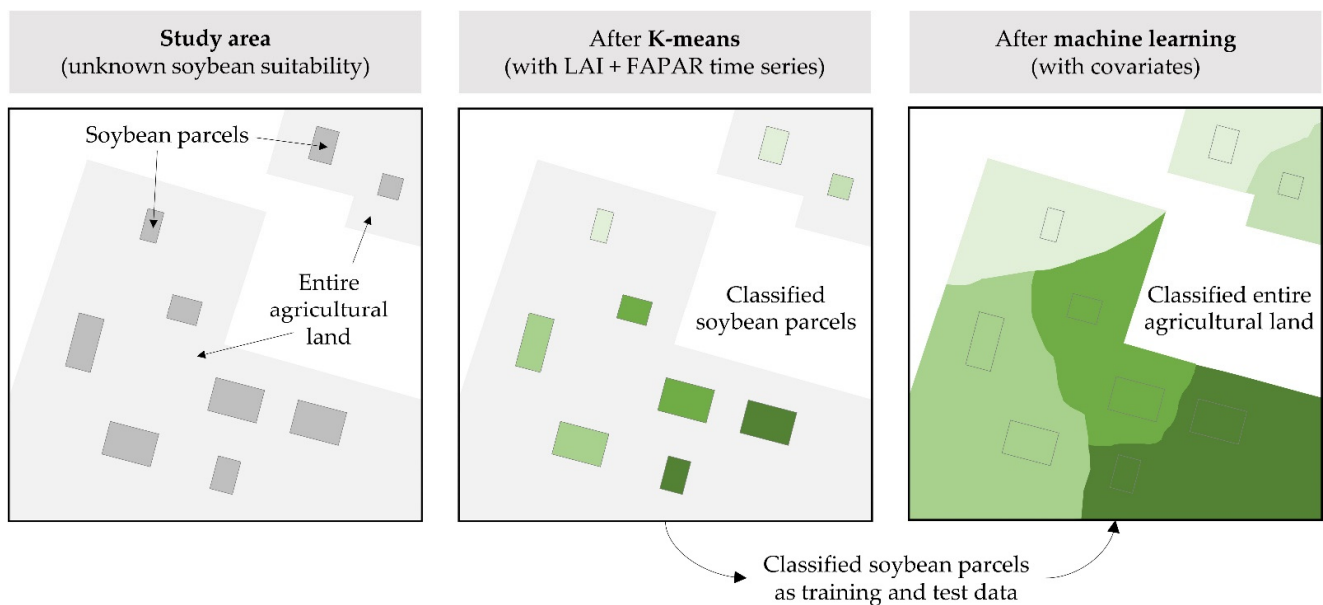 Study area
(unknown soybean suitability)
After K-means
(with LAI + FAPAR time series)
After machine learning
(with covariates)
Soybean parcels
Entire
agricultural
land
Classified
soybean parcels
Classified entire
agricultural land
Classified soybean parcels
as training and test data